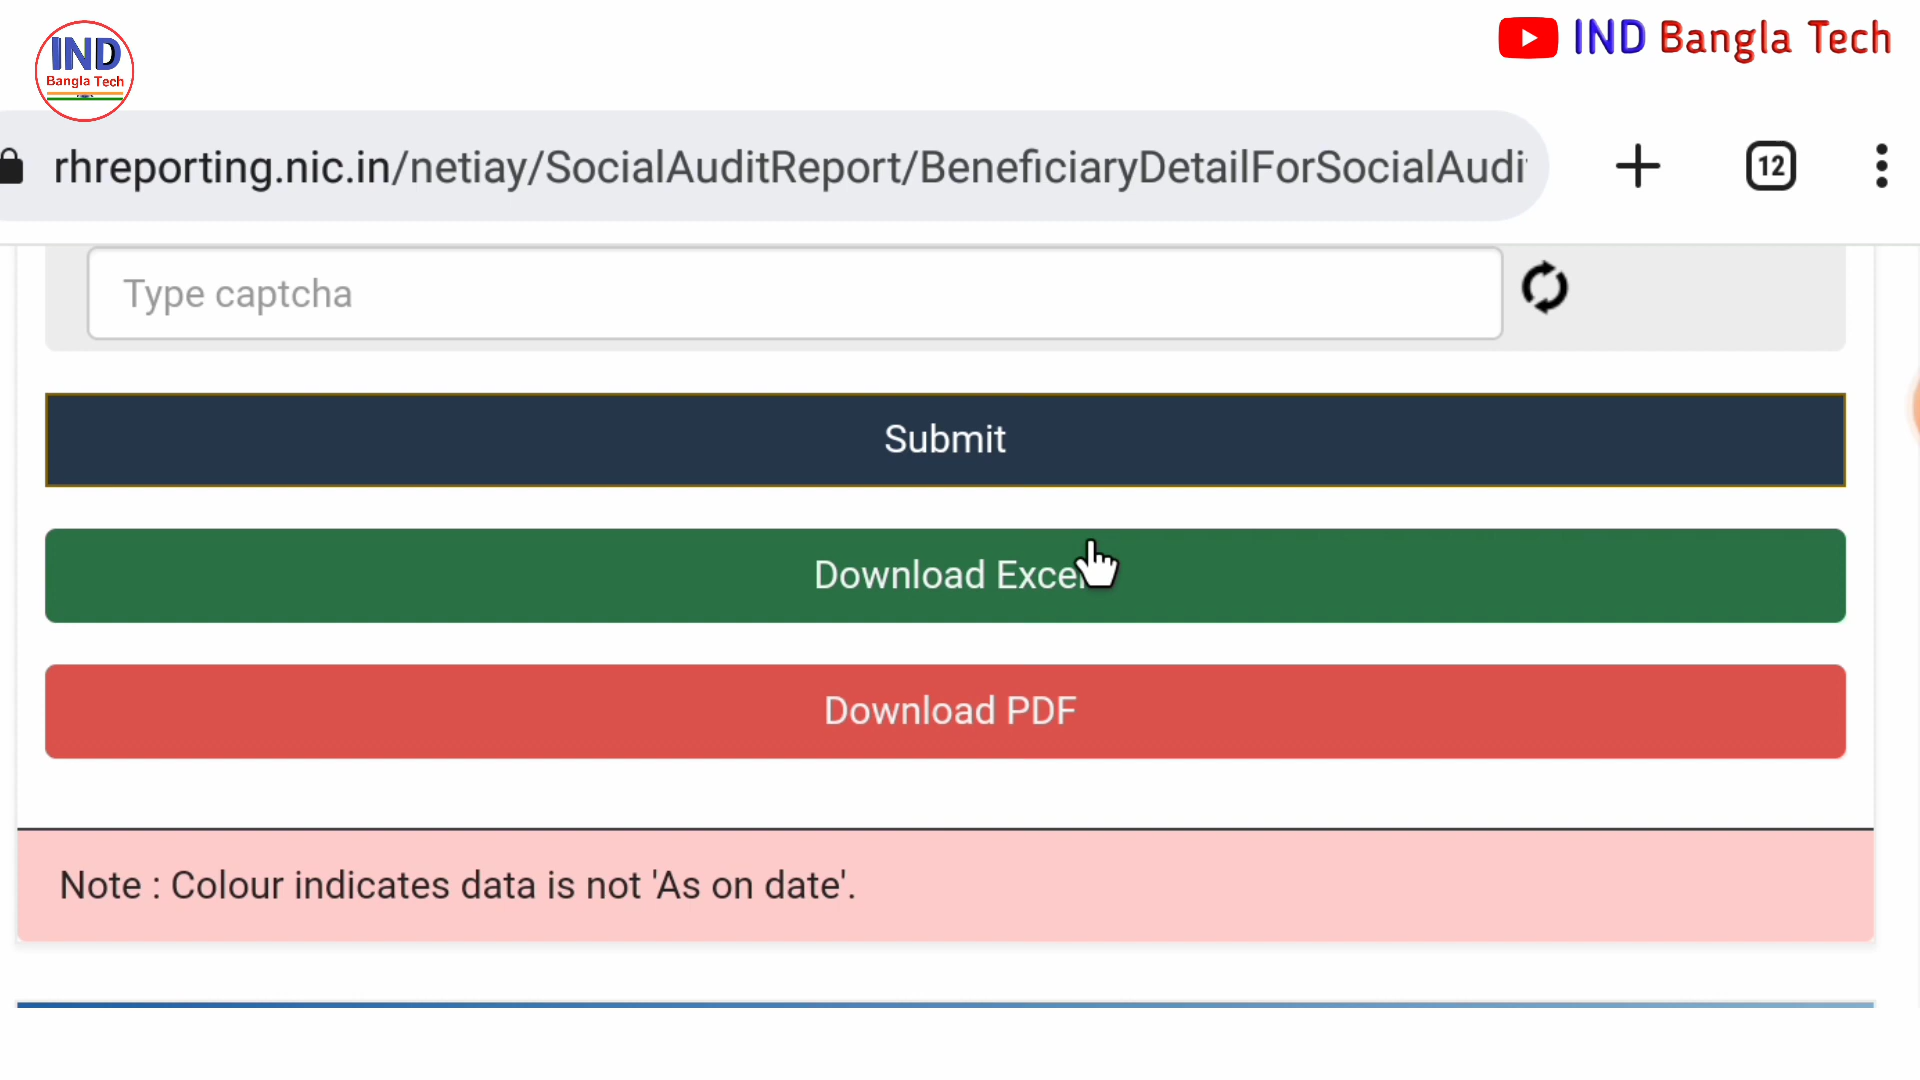 IND
Bangla Tech
IND Bangla Tech
rhreporting.nic.in/netiay/SocialAuditReport/BeneficiaryDetailForSocialAudi
12
Type captcha
Submit
Download Excel
Download PDF
Note : Colour indicates data is not 'As on date'.